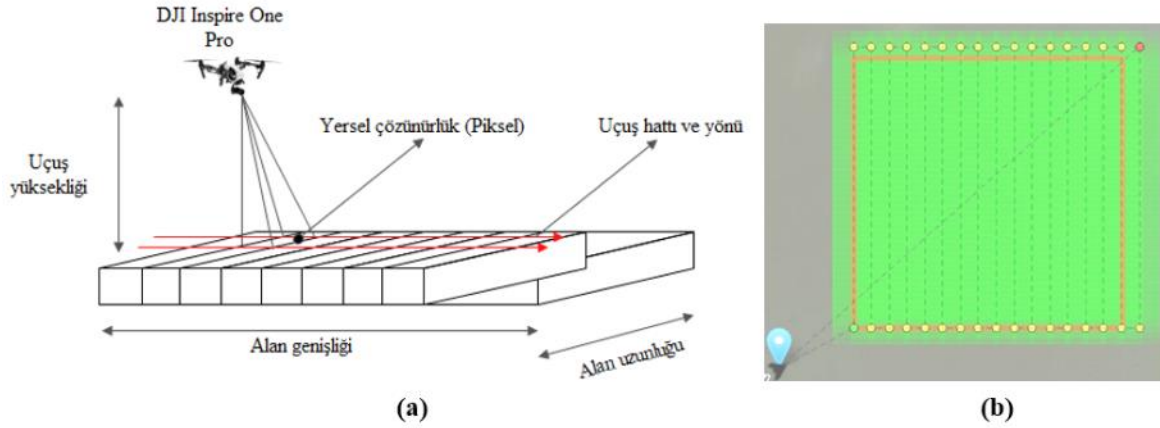 DJI Inspire One
Pro
Yersel çözünürlük (Piksel)
Uçuş hattı ve yönü
Uçuş
yüksekliği
Alan genişliği
Alan uzunluğu
(a)
(b)